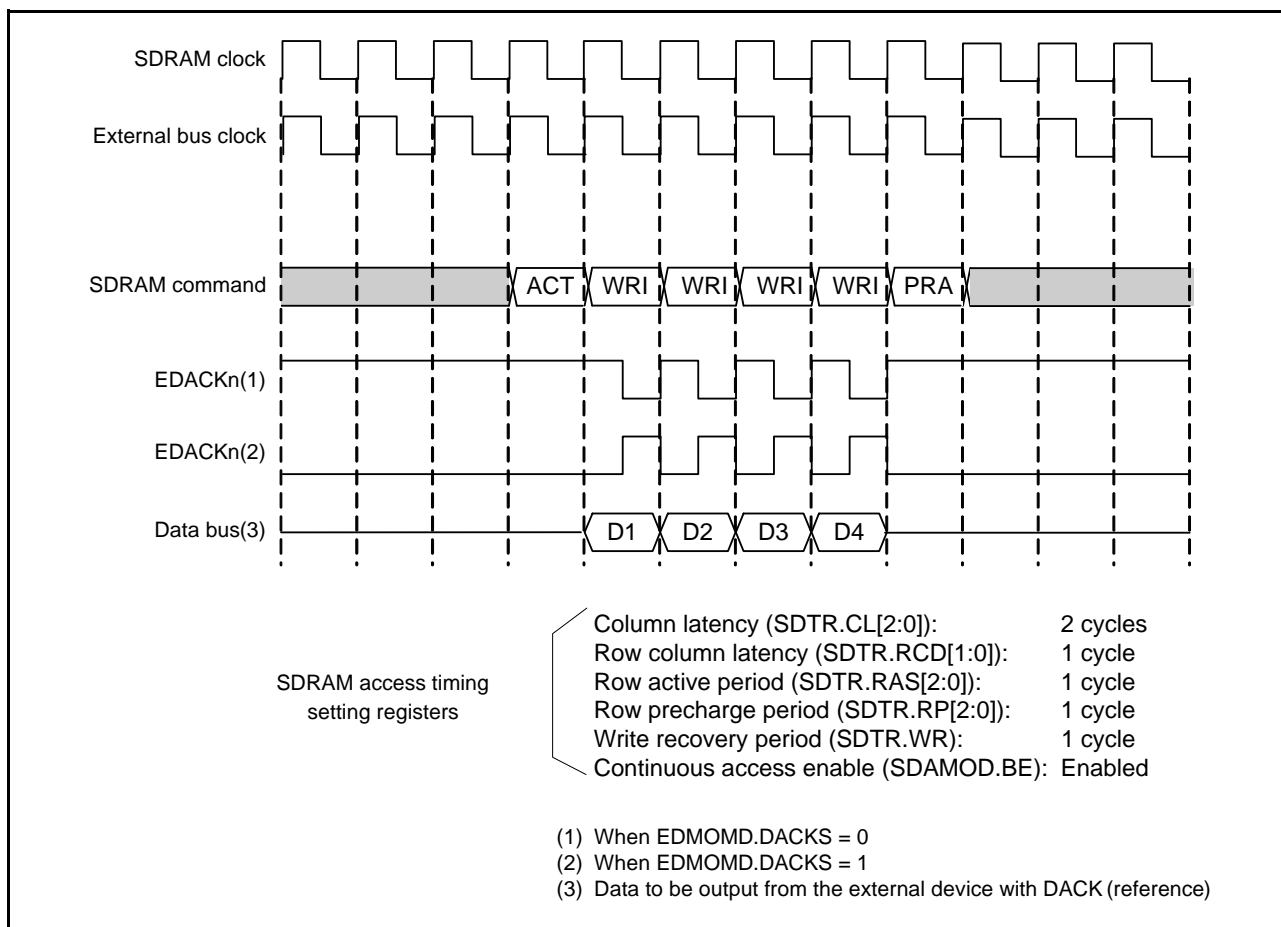 SDRAM clock
External bus clock
SDRAM command
ACT WRI WRI WRI WRI PRA
EDACKn(1)
EDACKn(2)
Data bus(3)
D1 D2 D3 D4
SDRAM access timing
setting registers
Column latency (SDTR.CL[2:0]): 2 cycles
Row column latency (SDTR.RCD[1:0]): 1 cycle
Row active period (SDTR.RAS[2:0]): 1 cycle
Row precharge period (SDTR.RP[2:0]): 1 cycle
Write recovery period (SDTR.WR): 1 cycle
Continuous access enable (SDAMOD.BE): Enabled
(1) When EDMOMD.DACKS = 0
(2) When EDMOMD.DACKS = 1
(3) Data to be output from the external device with DACK (reference)